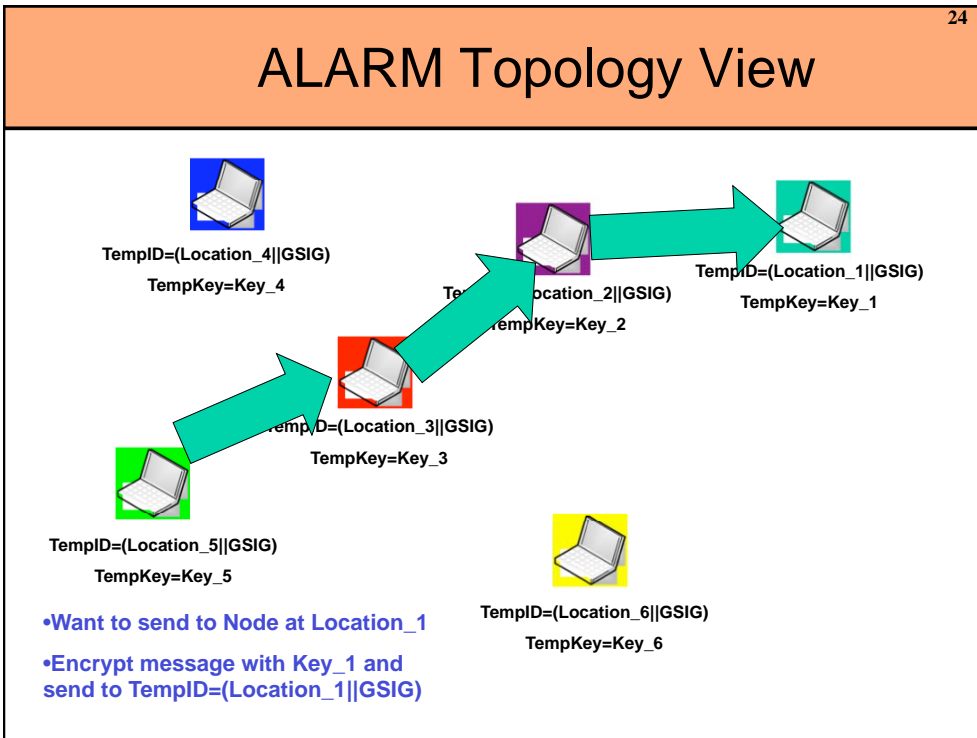 24
ALARM Topology View
TempID=(Location_4||GSIG)
TempKey=Key_4
ocation_2||GSIG)
empKey=Key_2
TempID=(Location_1||GSIG)
TempKey=Key_1
D=(Location_3||GSIG)
TempKey=Key_3
TempID=(Location_5||GSIG)
TempKey=Key_5
TempID=(Location_6||GSIG)
TempKey=Key_6
•Want to send to Node at Location_1
•Encrypt message with Key_1 and
send to TempID=(Location_1||GSIG)